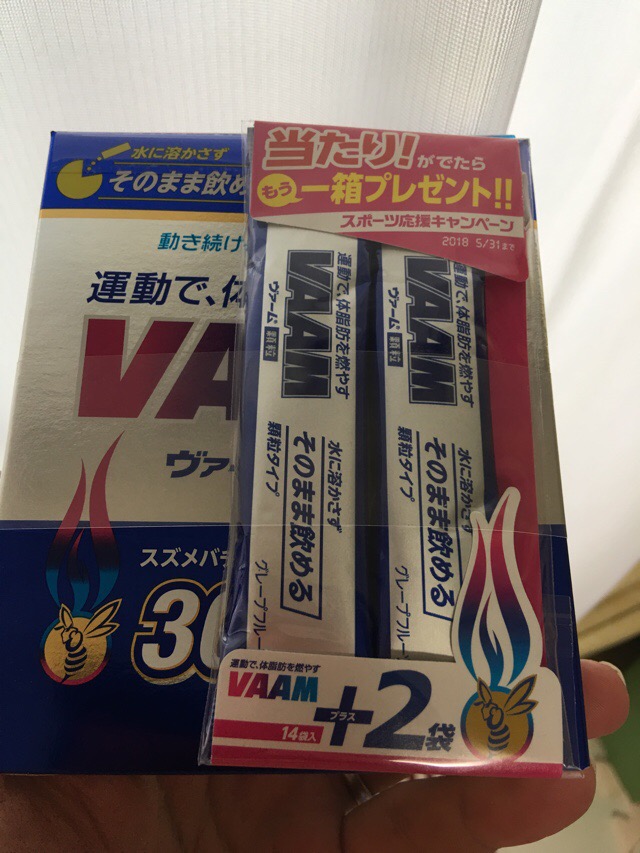 水に溶かさず
そのまま飲め
動き続け
運動で、体
VA
ヴァー
スズメバチ
30
当たり!がでたら
もう一箱プレゼント!!
スポーツ応援キャンペーン
2018 5/31まで
運動で、体脂肪を燃やす
VAAM
ヴァーム
顆粒タイプ
水に溶かさず
そのまま飲める
グレープフルー
運動で、体脂肪を燃やす
VAAM
ヴァーム
顆粒タイプ
水に溶かさず
そのまま飲める
グレープフルー
運動で、体脂肪を燃やす
VAAM
14袋入
+2袋
プラス